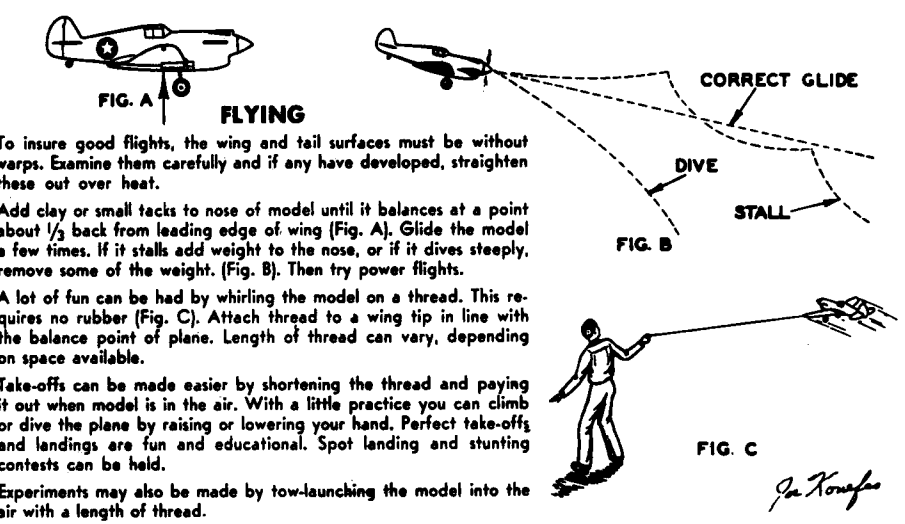 FIG. A
FLYING
To insure good flights, the wing and tail surfaces must be without
warps. Examine them carefully and if any have developed, straighten
these out over heat.
Add clay or small tacks to nose of model until it balances at a point
about 1/3 back from leading edge of wing (Fig. A). Glide the model
a few times. If it stalls add weight to the nose, or if it dives steeply,
remove some of the weight. (Fig. B). Then try power flights.
A lot of fun can be had by whirling the model on a thread. This re-
quires no rubber (Fig. C). Attach thread to a wing tip in line with
the balance point of plane. Length of thread can vary, depending
on space available.
Take-offs can be made easier by shortening the thread and paying
it out when model is in the air. With a little practice you can climb
or dive the plane by raising or lowering your hand. Perfect take-offs
and landings are fun and educational. Spot landing and stunting
contests can be held.
Experiments may also be made by tow-launching the model into the
air with a length of thread.
CORRECT GLIDE
DIVE
STALL
FIG. B
FIG. C
Joe Konefes